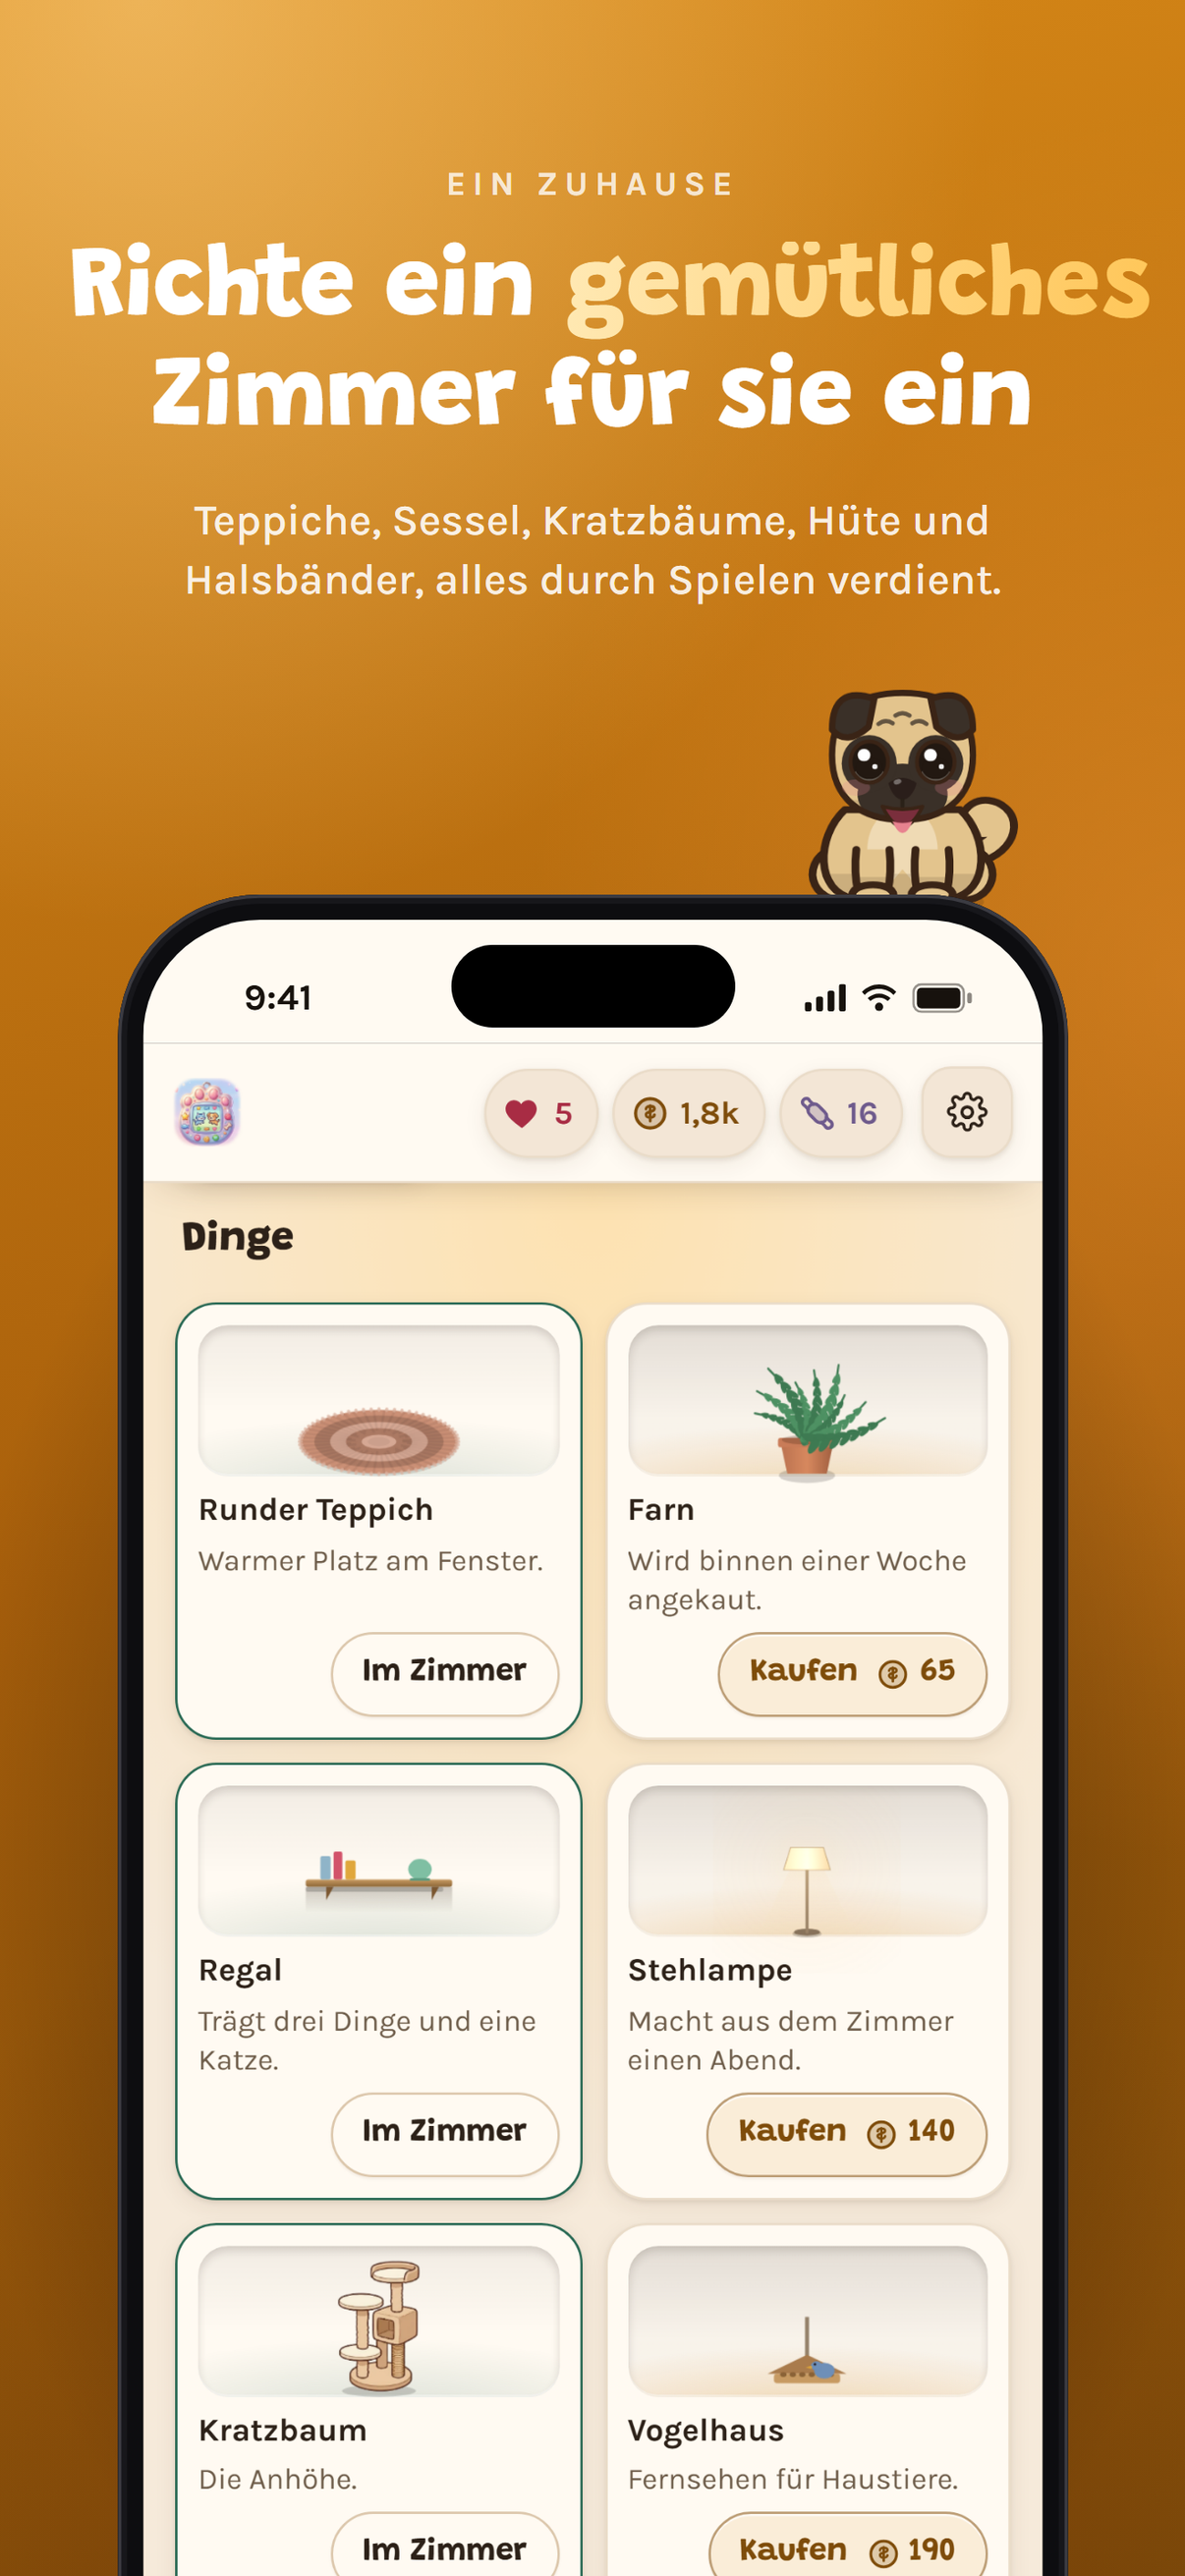 EIN ZUHAUSE
Richte ein gemütliches
Zimmer für sie ein
Teppiche, Sessel, Kratzbäume, Hüte und
Halsbänder, alles durch Spielen verdient.
9:41
5
1,8k
16
Dinge
Runder Teppich
Warmer Platz am Fenster.
Im Zimmer
Farn
Wird binnen einer Woche
angekaut.
Kaufen 65
Regal
Trägt drei Dinge und eine
Katze.
Im Zimmer
Stehlampe
Macht aus dem Zimmer
einen Abend.
Kaufen 140
Kratzbaum
Die Anhöhe.
Im Zimmer
Vogelhaus
Fernsehen für Haustiere.
Kaufen 190